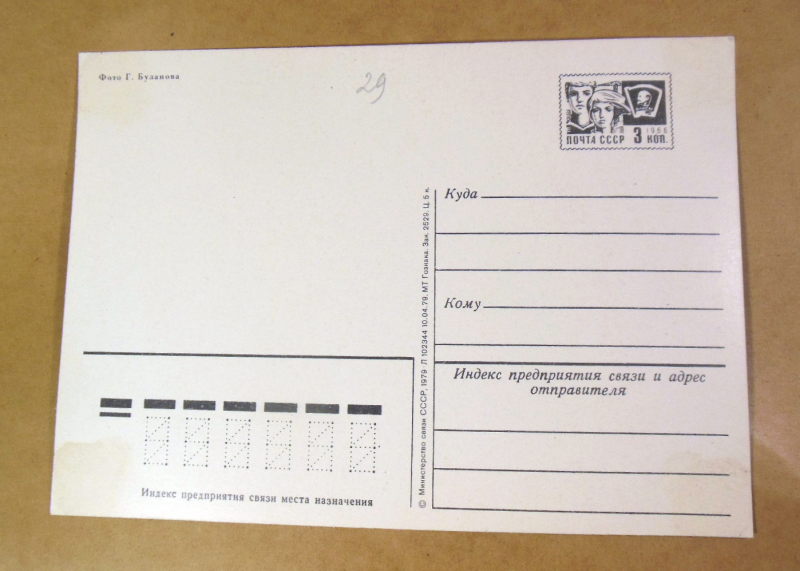 Фото Г. Буланова
29
1966
ПОЧТА СССР 3 КОП.
Куда
Кому
Индекс предприятия связи и адрес
отправителя
© Министерство связи СССР, 1979 Л 102344 10.04.79. МТ Гознака. Зак. 2529. Ц. 5 к.
Индекс предприятия связи места назначения